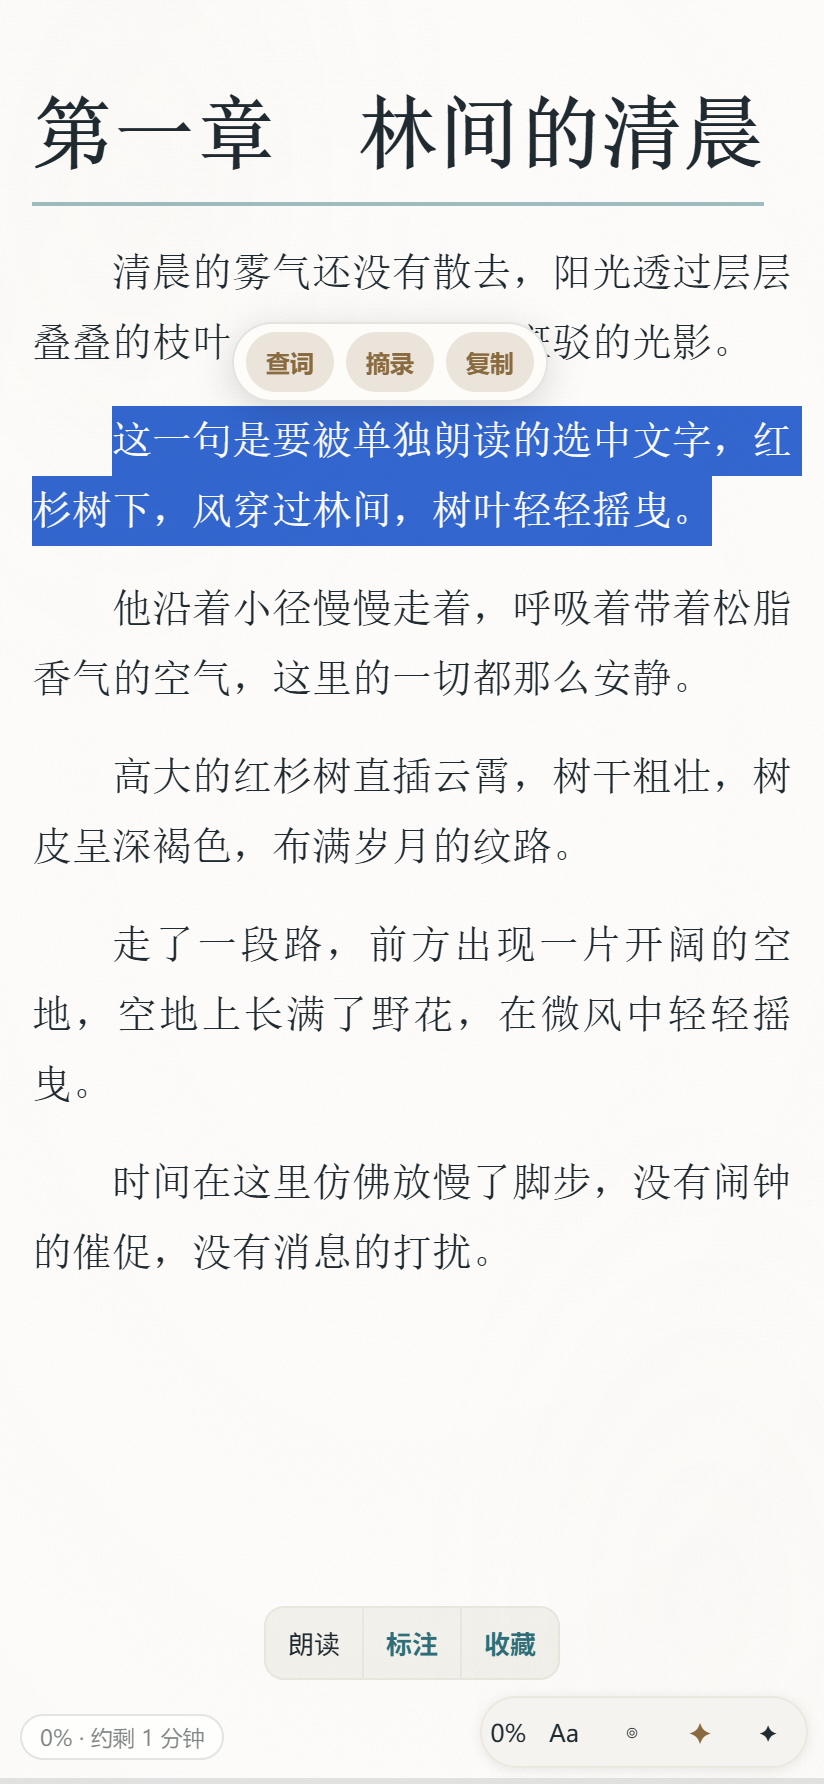 第一章　林间的清晨
清晨的雾气还没有散去，阳光透过层层
叠叠的枝叶 驳的光影。
查词 摘录 复制
这一句是要被单独朗读的选中文字，红
杉树下，风穿过林间，树叶轻轻摇曳。
他沿着小径慢慢走着，呼吸着带着松脂
香气的空气，这里的一切都那么安静。
高大的红杉树直插云霄，树干粗壮，树
皮呈深褐色，布满岁月的纹路。
走了一段路，前方出现一片开阔的空
地，空地上长满了野花，在微风中轻轻摇
曳。
时间在这里仿佛放慢了脚步，没有闹钟
的催促，没有消息的打扰。
朗读 标注 收藏
0% · 约剩 1 分钟
0% Aa